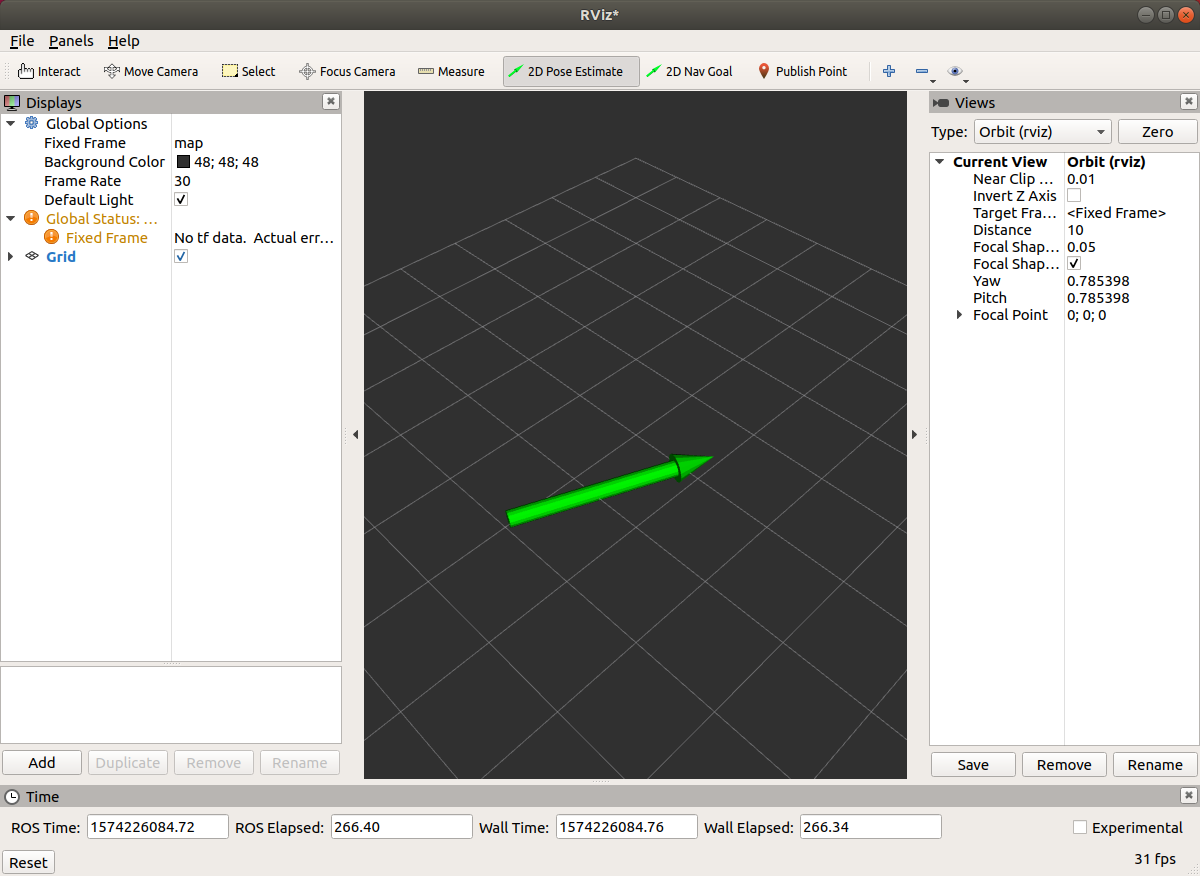 RViz*
File Panels Help
Interact Move Camera Select Focus Camera Measure 2D Pose Estimate 2D Nav Goal Publish Point
Displays
Global Options
Fixed Frame map
Background Color 48; 48; 48
Frame Rate 30
Default Light
Global Status: ...
Fixed Frame No tf data. Actual err...
Grid
Add Duplicate Remove Rename
Views
Type: Orbit (rviz) Zero
Current View Orbit (rviz)
Near Clip ... 0.01
Invert Z Axis
Target Fra... <Fixed Frame>
Distance 10
Focal Shap... 0.05
Focal Shap...
Yaw 0.785398
Pitch 0.785398
Focal Point 0; 0; 0
Save Remove Rename
Time
ROS Time: 1574226084.72 ROS Elapsed: 266.40 Wall Time: 1574226084.76 Wall Elapsed: 266.34 Experimental
Reset 31 fps